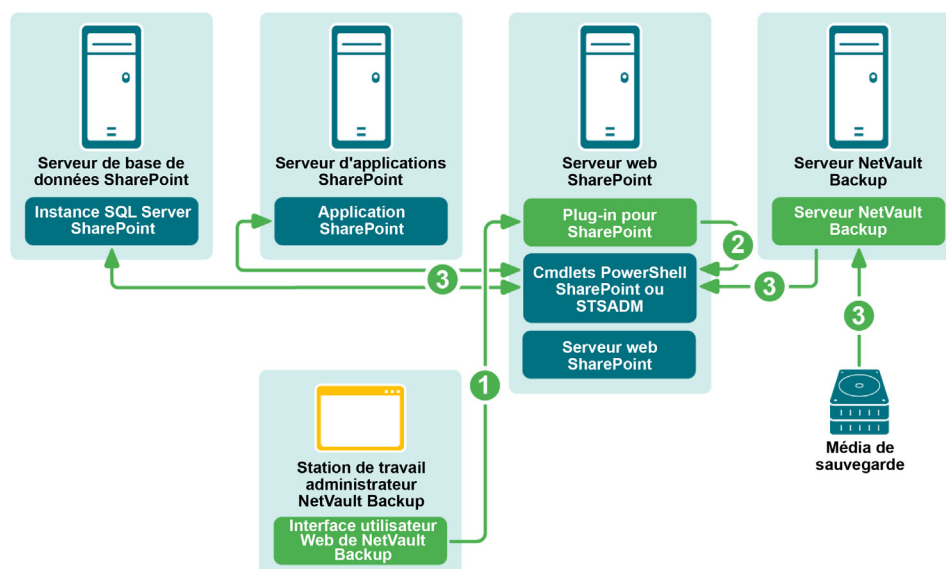 Serveur de base de
données SharePoint
Instance SQL Server
SharePoint
Serveur d'applications
SharePoint
Application
SharePoint
Serveur web
SharePoint
Plug-in pour
SharePoint
Cmdlets PowerShell
SharePoint ou
STSADM
Serveur web
SharePoint
Serveur NetVault
Backup
Serveur NetVault
Backup
2
3
3
3
1
Média de
sauvegarde
Station de travail
administrateur
NetVault Backup
Interface utilisateur
Web de NetVault
Backup